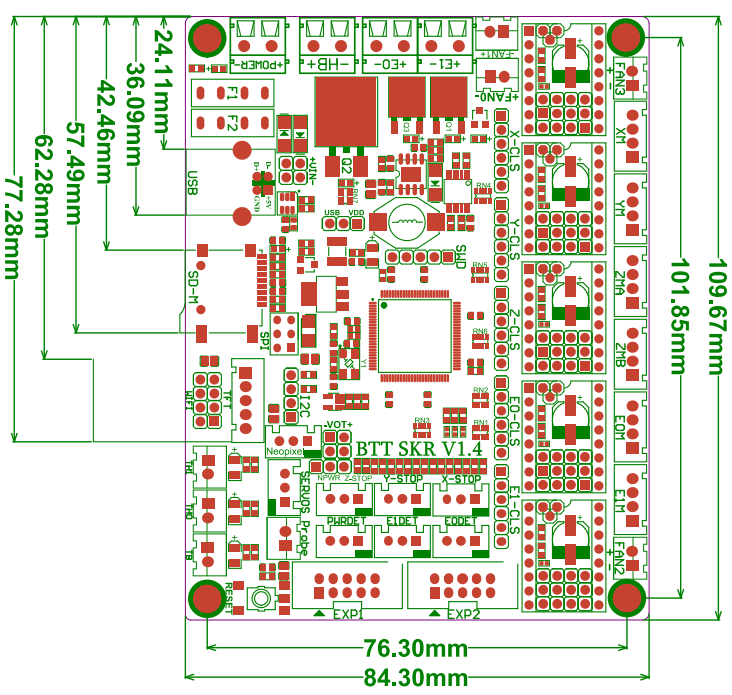 +POWER-
+HB-
+E0-
+E1-
+FAN1-
+FAN0-
FAN3
+
-
XM
YM
ZMA
ZMB
E0M
E1M
FAN2
+
-
F1
F2
USB
D-
D+
+5V
GND
+VIN-
Q2
Q3
Q1
RN7
RN4
USB VDD
SWD
X-CLS
Y-CLS
Z-CLS
E0-CLS
E1-CLS
RN5
RN6
RN2
RN1
RN3
SD-M
SPI
Y1
I2C
WIFI
TFT
-VOT+
Neopixel
BTT SKR V1.4
NPWR
Z-STOP
Y-STOP
X-STOP
PWRDET
E1DET
E0DET
SERVOS
Probe
TH1
TH0
TB
RESET
EXP1
EXP2
24.11mm
36.09mm
42.46mm
57.49mm
62.28mm
77.28mm
101.85mm
109.67mm
76.30mm
84.30mm